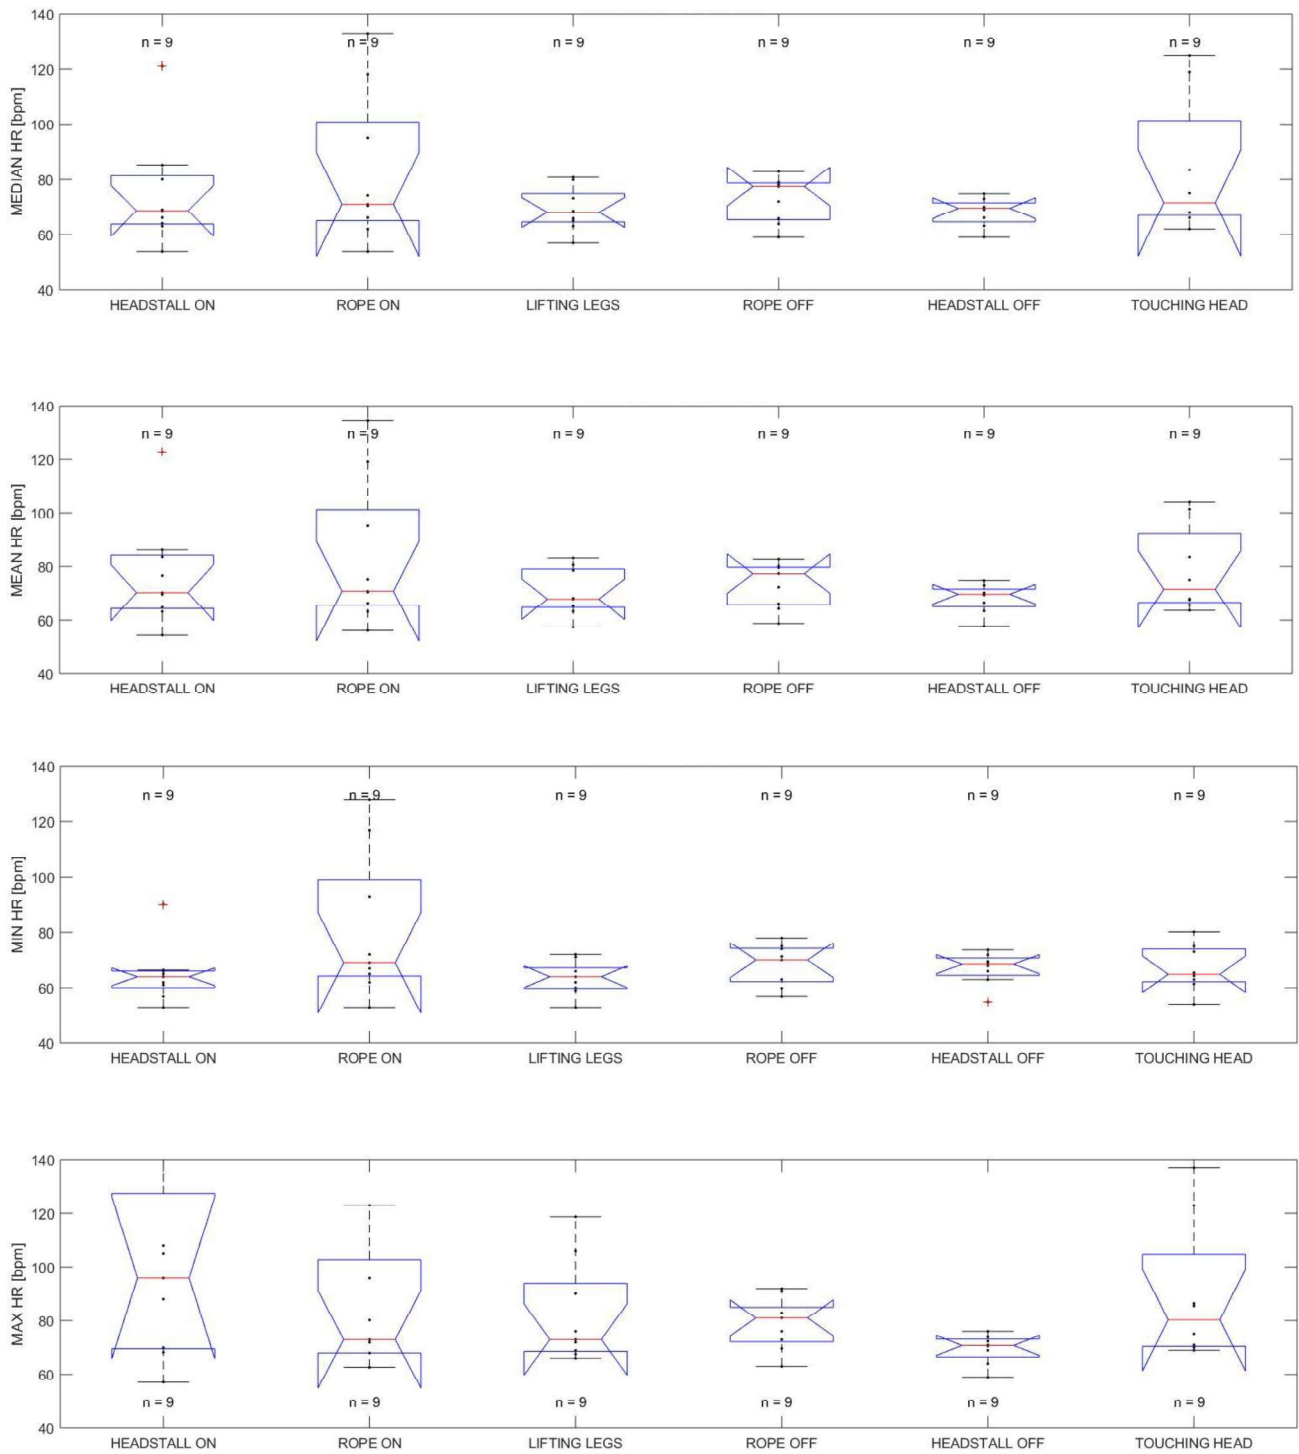 140
n = 9 n = 9 n = 9 n = 9 n = 9 n = 9
120
100
80
60
40
MEDIAN HR [bpm]
HEADSTALL ON ROPE ON LIFTING LEGS ROPE OFF HEADSTALL OFF TOUCHING HEAD
140
n = 9 n = 9 n = 9 n = 9 n = 9 n = 9
120
100
80
60
40
MEAN HR [bpm]
HEADSTALL ON ROPE ON LIFTING LEGS ROPE OFF HEADSTALL OFF TOUCHING HEAD
140
n = 9 n = 9 n = 9 n = 9 n = 9 n = 9
120
100
80
60
40
MIN HR [bpm]
HEADSTALL ON ROPE ON LIFTING LEGS ROPE OFF HEADSTALL OFF TOUCHING HEAD
140
120
100
80
60
n = 9 n = 9 n = 9 n = 9 n = 9 n = 9
40
MAX HR [bpm]
HEADSTALL ON ROPE ON LIFTING LEGS ROPE OFF HEADSTALL OFF TOUCHING HEAD